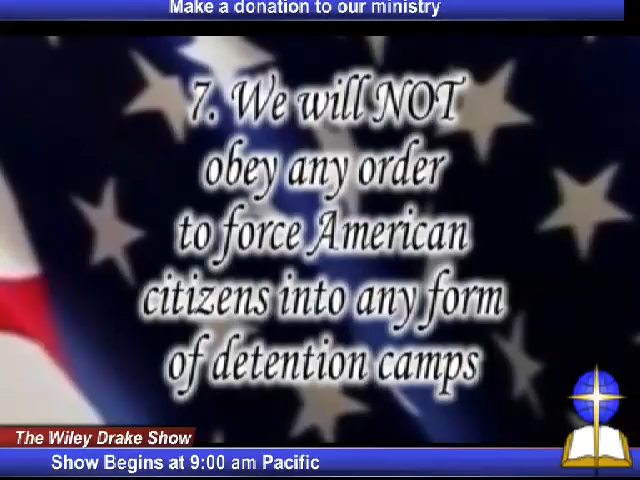 Make a donation to our ministry
7. We will NOT
obey any order
to force American
citizens into any form
of detention camps
The Wiley Drake Show
Show Begins at 9:00 am Pacific